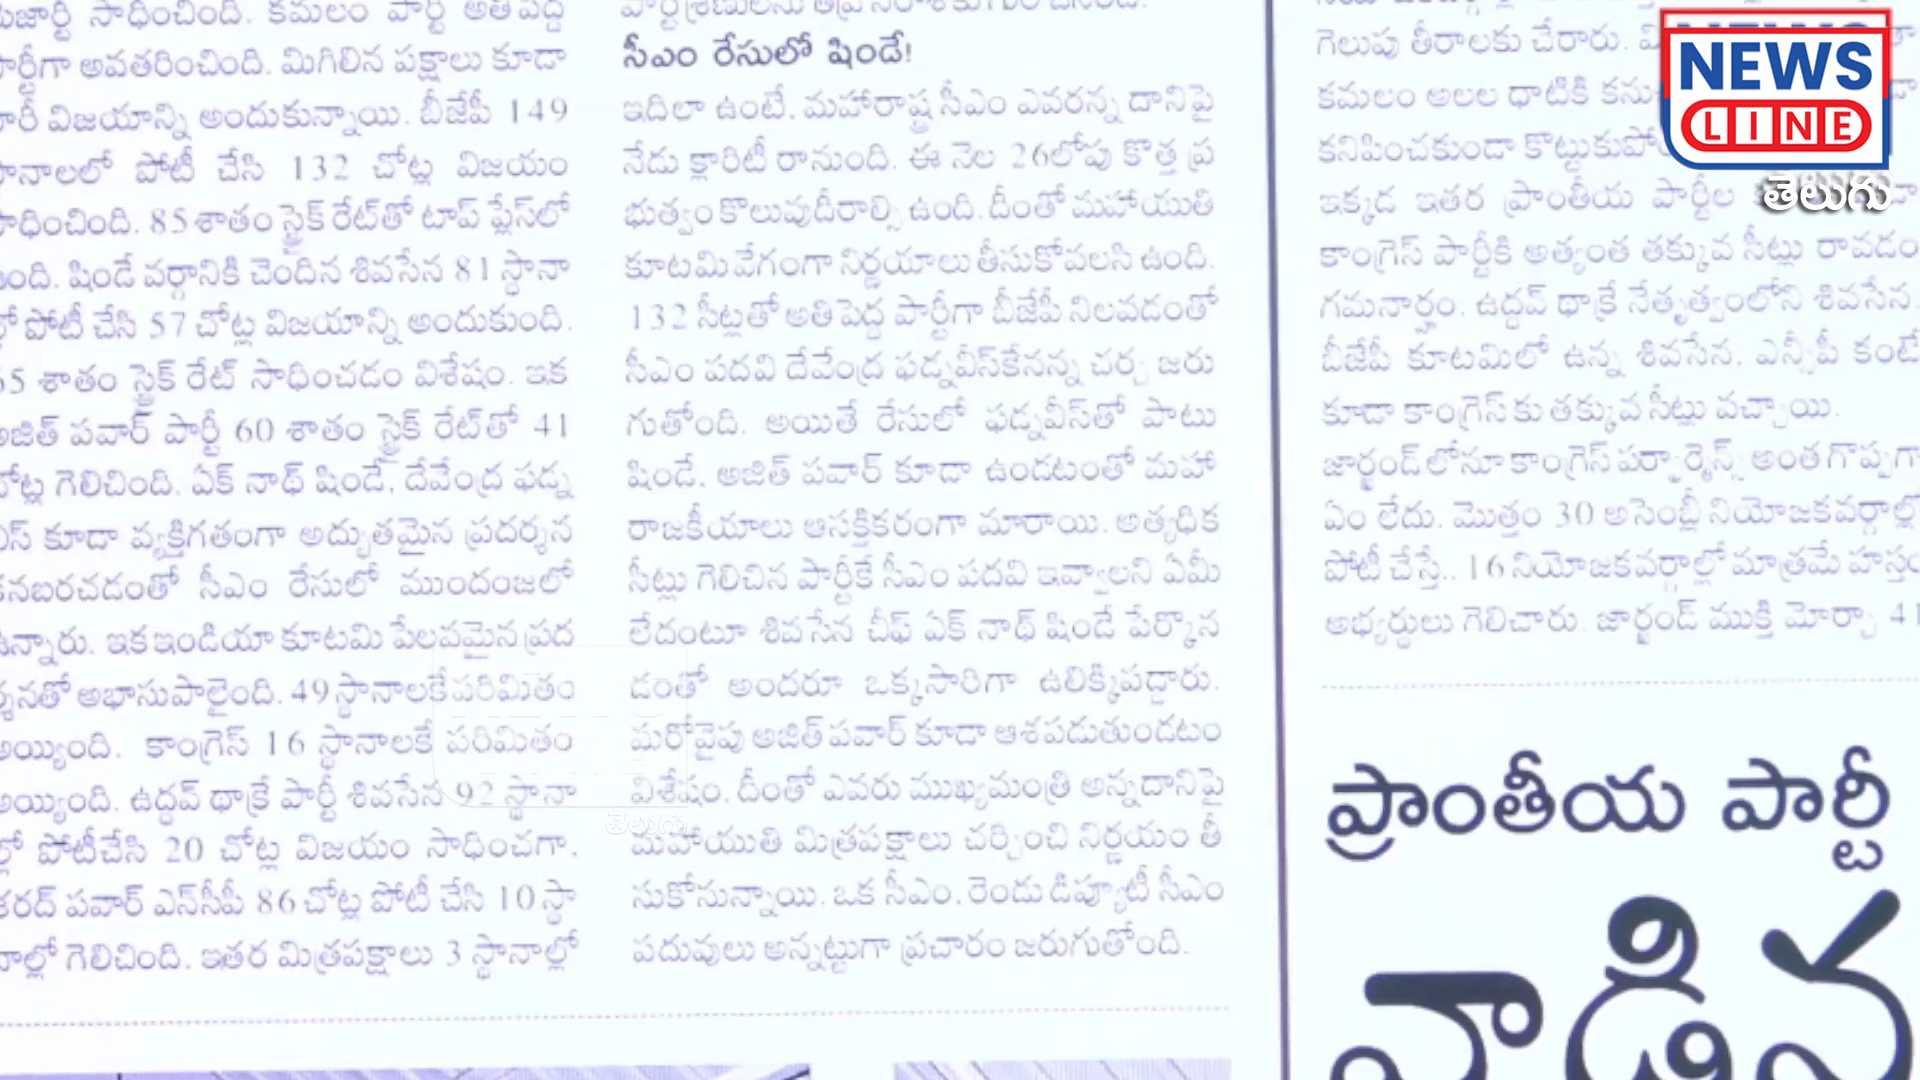 మెజార్టీ సాధించింది. కమలం పార్టీ అతి పెద్ద
పార్టీగా అవతరించింది. మిగిలిన పక్షాలు కూడా
భారీ విజయాన్ని అందుకున్నాయి. బీజేపీ 149
స్థానాలలో పోటీ చేసి 132 చోట్ల విజయం
సాధించింది. 85 శాతం స్ట్రైక్ రేట్‌తో టాప్ ప్లేస్‌లో
ఉంది. షిండే వర్గానికి చెందిన శివసేన 81 స్థానా
ల్లో పోటీ చేసి 57 చోట్ల విజయాన్ని అందుకుంది.
65 శాతం స్ట్రైక్ రేట్ సాధించడం విశేషం. ఇక
అజిత్ పవార్ పార్టీ 60 శాతం స్ట్రైక్ రేట్‌తో 41
చోట్ల గెలిచింది. ఏక్ నాథ్ షిండే, దేవేంద్ర ఫడ్న
వీస్ కూడా వ్యక్తిగతంగా అద్భుతమైన ప్రదర్శన
కనబరచడంతో సీఎం రేసులో ముందంజలో
ఉన్నారు. ఇక ఇండియా కూటమి పేలవమైన ప్రద
ర్శనతో అభాసుపాలైంది. 49 స్థానాలకే పరిమితం
అయ్యింది. కాంగ్రెస్ 16 స్థానాలకే పరిమితం
అయ్యింది. ఉద్ధవ్ థాక్రే పార్టీ శివసేన 92 స్థానా
ల్లో పోటీచేసి 20 చోట్ల విజయం సాధించగా,
శరద్ పవార్ ఎన్‌సీపీ 86 చోట్ల పోటీ చేసి 10 స్థా
నాల్లో గెలిచింది. ఇతర మిత్రపక్షాలు 3 స్థానాల్లో
సీఎం రేసులో షిండే!
ఇదిలా ఉంటే, మహారాష్ట్ర సీఎం ఎవరన్న దానిపై
నేడు క్లారిటీ రానుంది. ఈ నెల 26లోపు కొత్త ప్ర
భుత్వం కొలువుదీరాల్సి ఉంది. దీంతో మహాయుతి
కూటమి వేగంగా నిర్ణయాలు తీసుకోవలసి ఉంది.
132 సీట్లతో అతిపెద్ద పార్టీగా బీజేపీ నిలవడంతో
సీఎం పదవి దేవేంద్ర ఫడ్నవీస్‌కేనన్న చర్చ జరు
గుతోంది. అయితే రేసులో ఫడ్నవీస్‌తో పాటు
షిండే, అజిత్ పవార్ కూడా ఉండటంతో మహా
రాజకీయాలు ఆసక్తికరంగా మారాయి. అత్యధిక
సీట్లు గెలిచిన పార్టీకే సీఎం పదవి ఇవ్వాలని ఏమీ
లేదంటూ శివసేన చీఫ్ ఏక్ నాథ్ షిండే పేర్కొన
డంతో అందరూ ఒక్కసారిగా ఉలిక్కిపడ్డారు.
మరోవైపు అజిత్ పవార్ కూడా ఆశపడుతుండటం
విశేషం. దీంతో ఎవరు ముఖ్యమంత్రి అన్నదానిపై
మహాయుతి మిత్రపక్షాలు చర్చించి నిర్ణయం తీ
సుకోనున్నాయి. ఒక సీఎం, రెండు డిప్యూటీ సీఎం
పదువులు అన్నట్టుగా ప్రచారం జరుగుతోంది.
గెలుపు తీరాలకు చేరారు.
కమలం అలల ధాటికి
కనిపించకుండా కొట్టుకుపో
ఇక్కడ ఇతర ప్రాంతీయ పార్టీల
కాంగ్రెస్ పార్టీకి అత్యంత తక్కువ సీట్లు రావడం
గమనార్హం. ఉద్ధవ్ థాక్రే నేతృత్వంలోని శివసేన,
బీజేపీ కూటమిలో ఉన్న శివసేన, ఎన్సీపీ కంటే
కూడా కాంగ్రెస్ కు తక్కువ సీట్లు వచ్చాయి.
జార్ఖండ్‌లోనూ కాంగ్రెస్ పర్ఫార్మెన్స్ అంత గొప్పగా
ఏం లేదు. మొత్తం 30 అసెంబ్లీ నియోజకవర్గాల్లో
పోటీ చేస్తే.. 16 నియోజకవర్గాల్లో మాత్రమే హస్తం
అభ్యర్థులు గెలిచారు. జార్ఖండ్ ముక్తి మోర్చా 41
ప్రాంతీయ పార్టీ
వాడిన
NEWS
LINE
తెలుగు